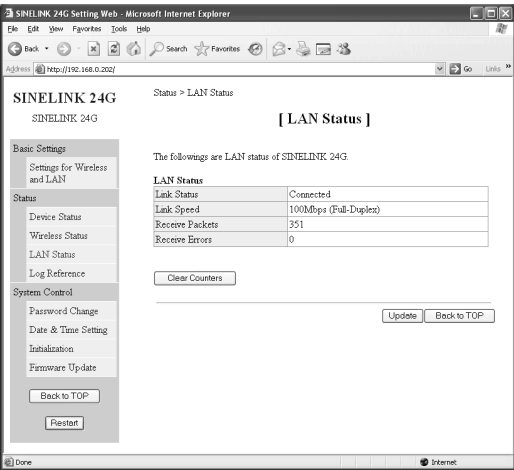 SINELINK 24G Setting Web - Microsoft Internet Explorer
File Edit View Favorites Tools Help
Back Search Favorites
Address http://192.168.0.202/ Go Links »
SINELINK 24G
SINELINK 24G
Basic Settings
Settings for Wireless
and LAN
Status
Device Status
Wireless Status
LAN Status
Log Reference
System Control
Password Change
Date & Time Setting
Initialization
Firmware Update
Back to TOP
Restart
Status > LAN Status
[ LAN Status ]
The followings are LAN status of SINELINK 24G.
LAN Status
Link Status Connected
Link Speed 100Mbps (Full-Duplex)
Receive Packets 351
Receive Errors 0
Clear Counters
Update Back to TOP
Done Internet